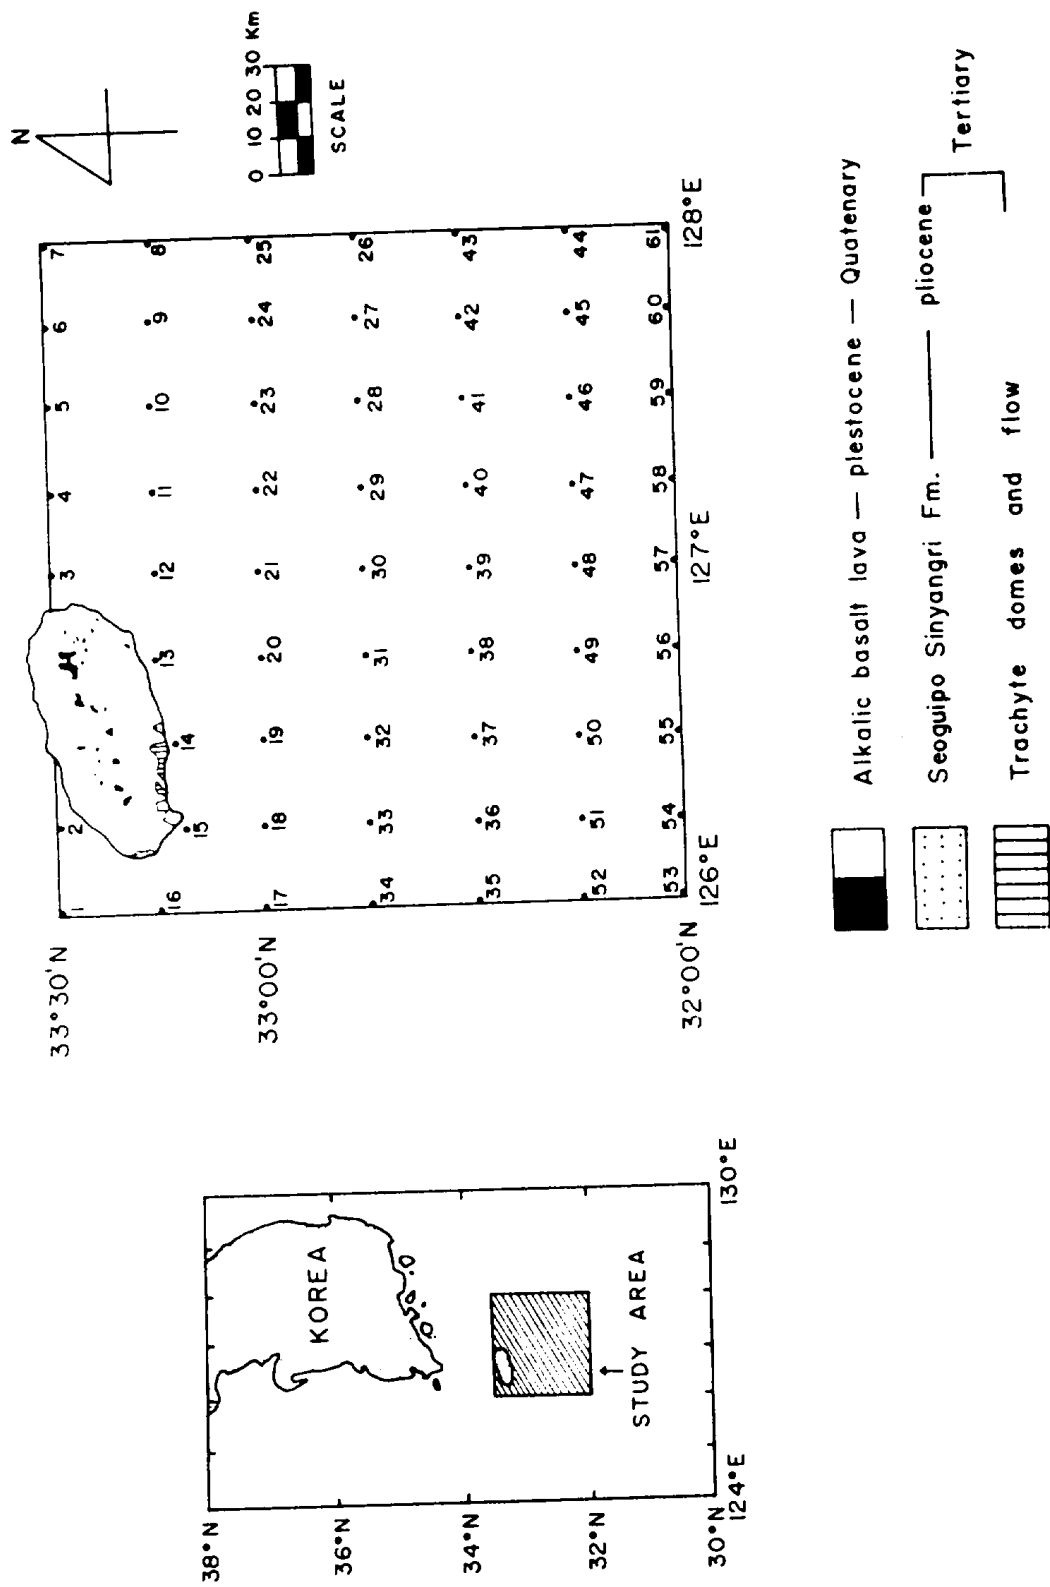 N
0 10 20 30 Km
SCALE
33°30'N
33°00'N
32°00'N
126°E
127°E
128°E
1
2
3
4
5
6
7
16
15
14
13
12
11
10
9
8
17
18
19
20
21
22
23
24
25
34
33
32
31
30
29
28
27
26
35
36
37
38
39
40
41
42
43
52
51
50
49
48
47
46
45
44
53
54
55
56
57
58
59
60
61
38°N
36°N
34°N
32°N
30°N
124°E
130°E
KOREA
STUDY AREA
Alkalic basalt lava — plestocene — Quatenary
Seoguipo Sinyangri Fm. — pliocene
Tertiary
Trachyte domes and flow